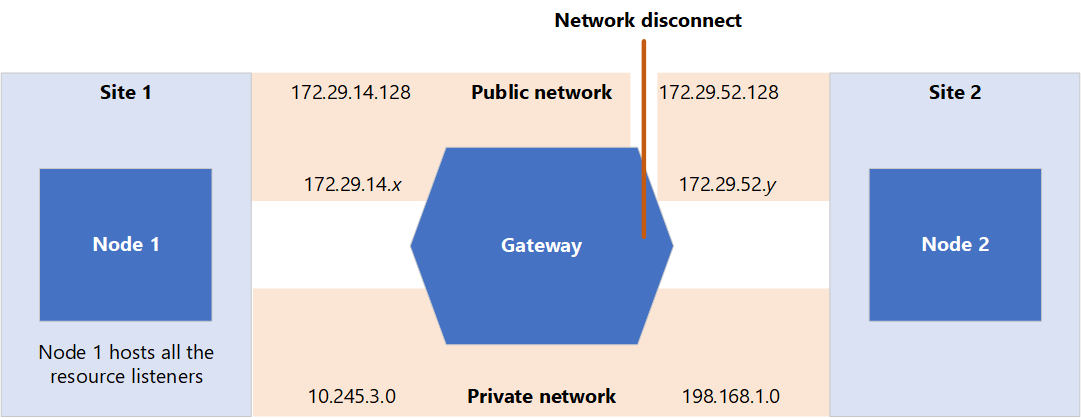 Network disconnect
Site 1
172.29.14.128
Public network
172.29.52.128
Site 2
172.29.14.x
172.29.52.y
Node 1
Gateway
Node 2
Node 1 hosts all the
resource listeners
10.245.3.0
Private network
198.168.1.0